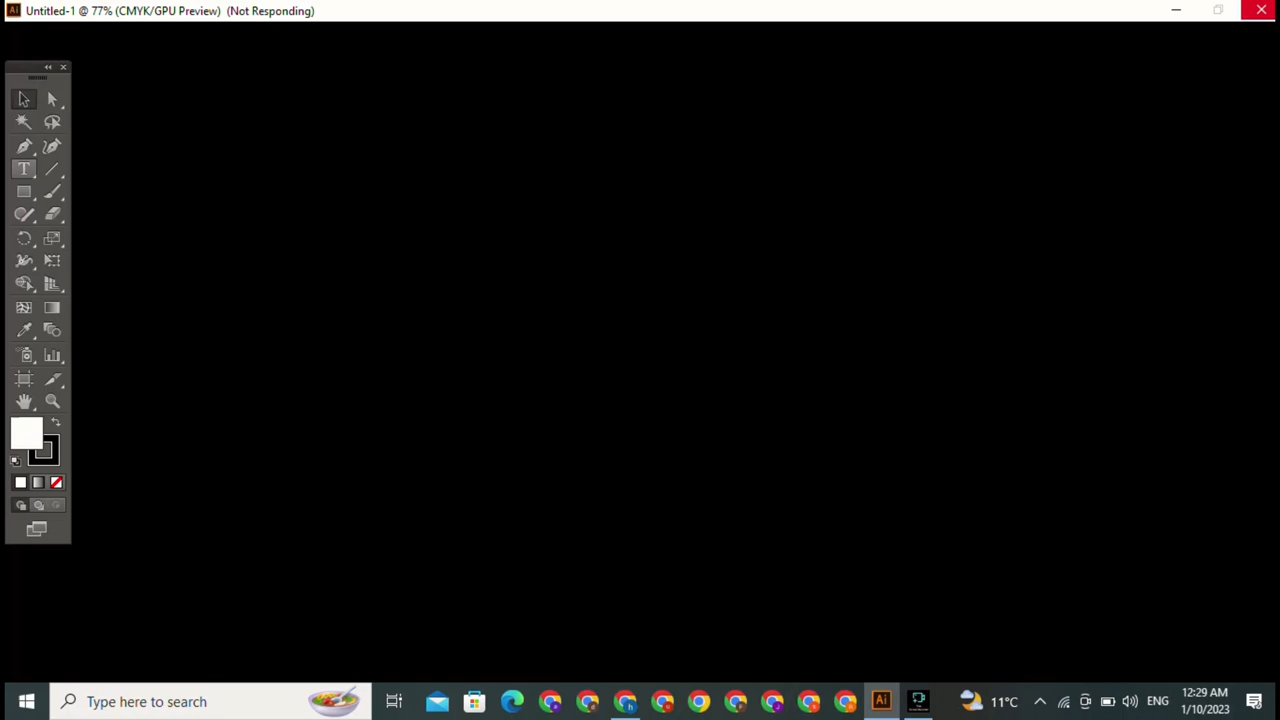 Ai Untitled-1 @ 77% (CMYK/GPU Preview) (Not Responding)
T
Type here to search
Ai
11°C
ENG
12:29 AM
1/10/2023